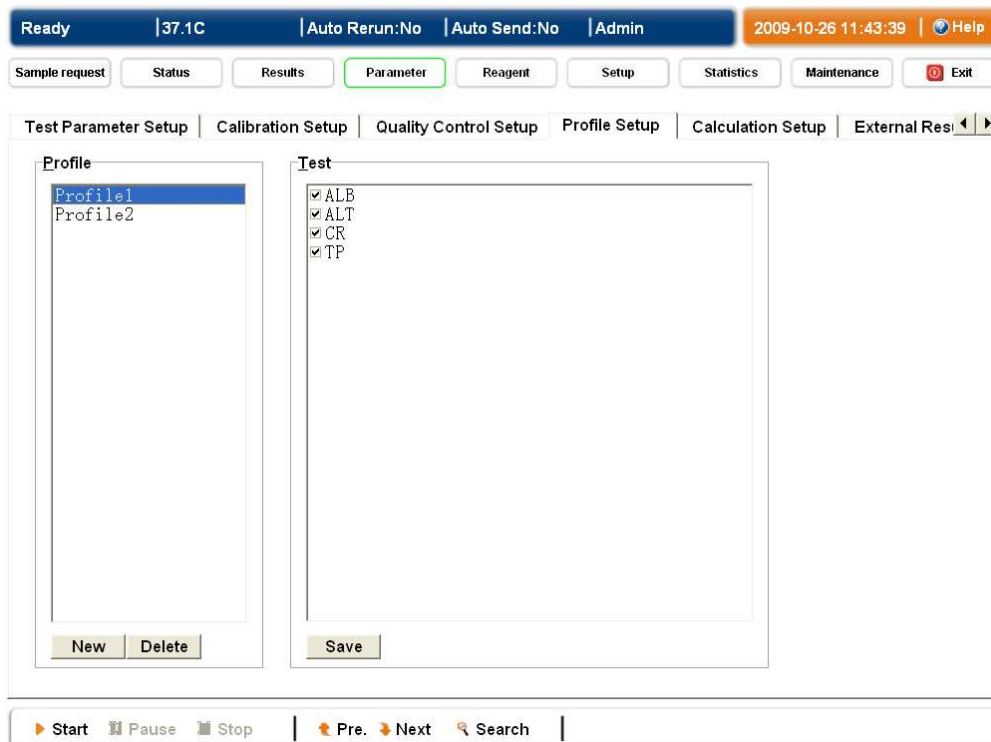 Ready |37.1C |Auto Rerun:No |Auto Send:No |Admin 2009-10-26 11:43:39 | Help
Sample request Status Results Parameter Reagent Setup Statistics Maintenance Exit
Test Parameter Setup Calibration Setup Quality Control Setup Profile Setup Calculation Setup External Res
Profile Test
Profile1 ALB
Profile2 ALT
CR
TP
New Delete Save
Start Pause Stop Pre. Next Search